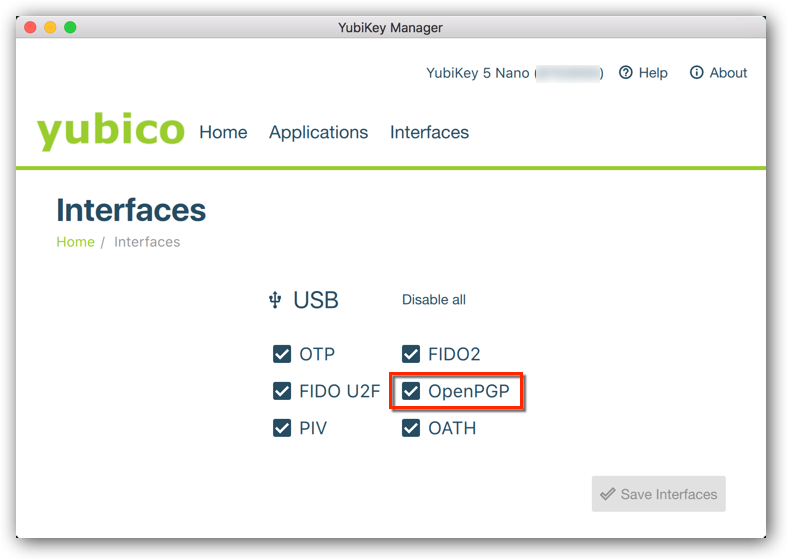 YubiKey Manager
YubiKey 5 Nano ( ) Help About
yubico Home Applications Interfaces
Interfaces
Home / Interfaces
USB Disable all
OTP FIDO2
FIDO U2F OpenPGP
PIV OATH
Save Interfaces